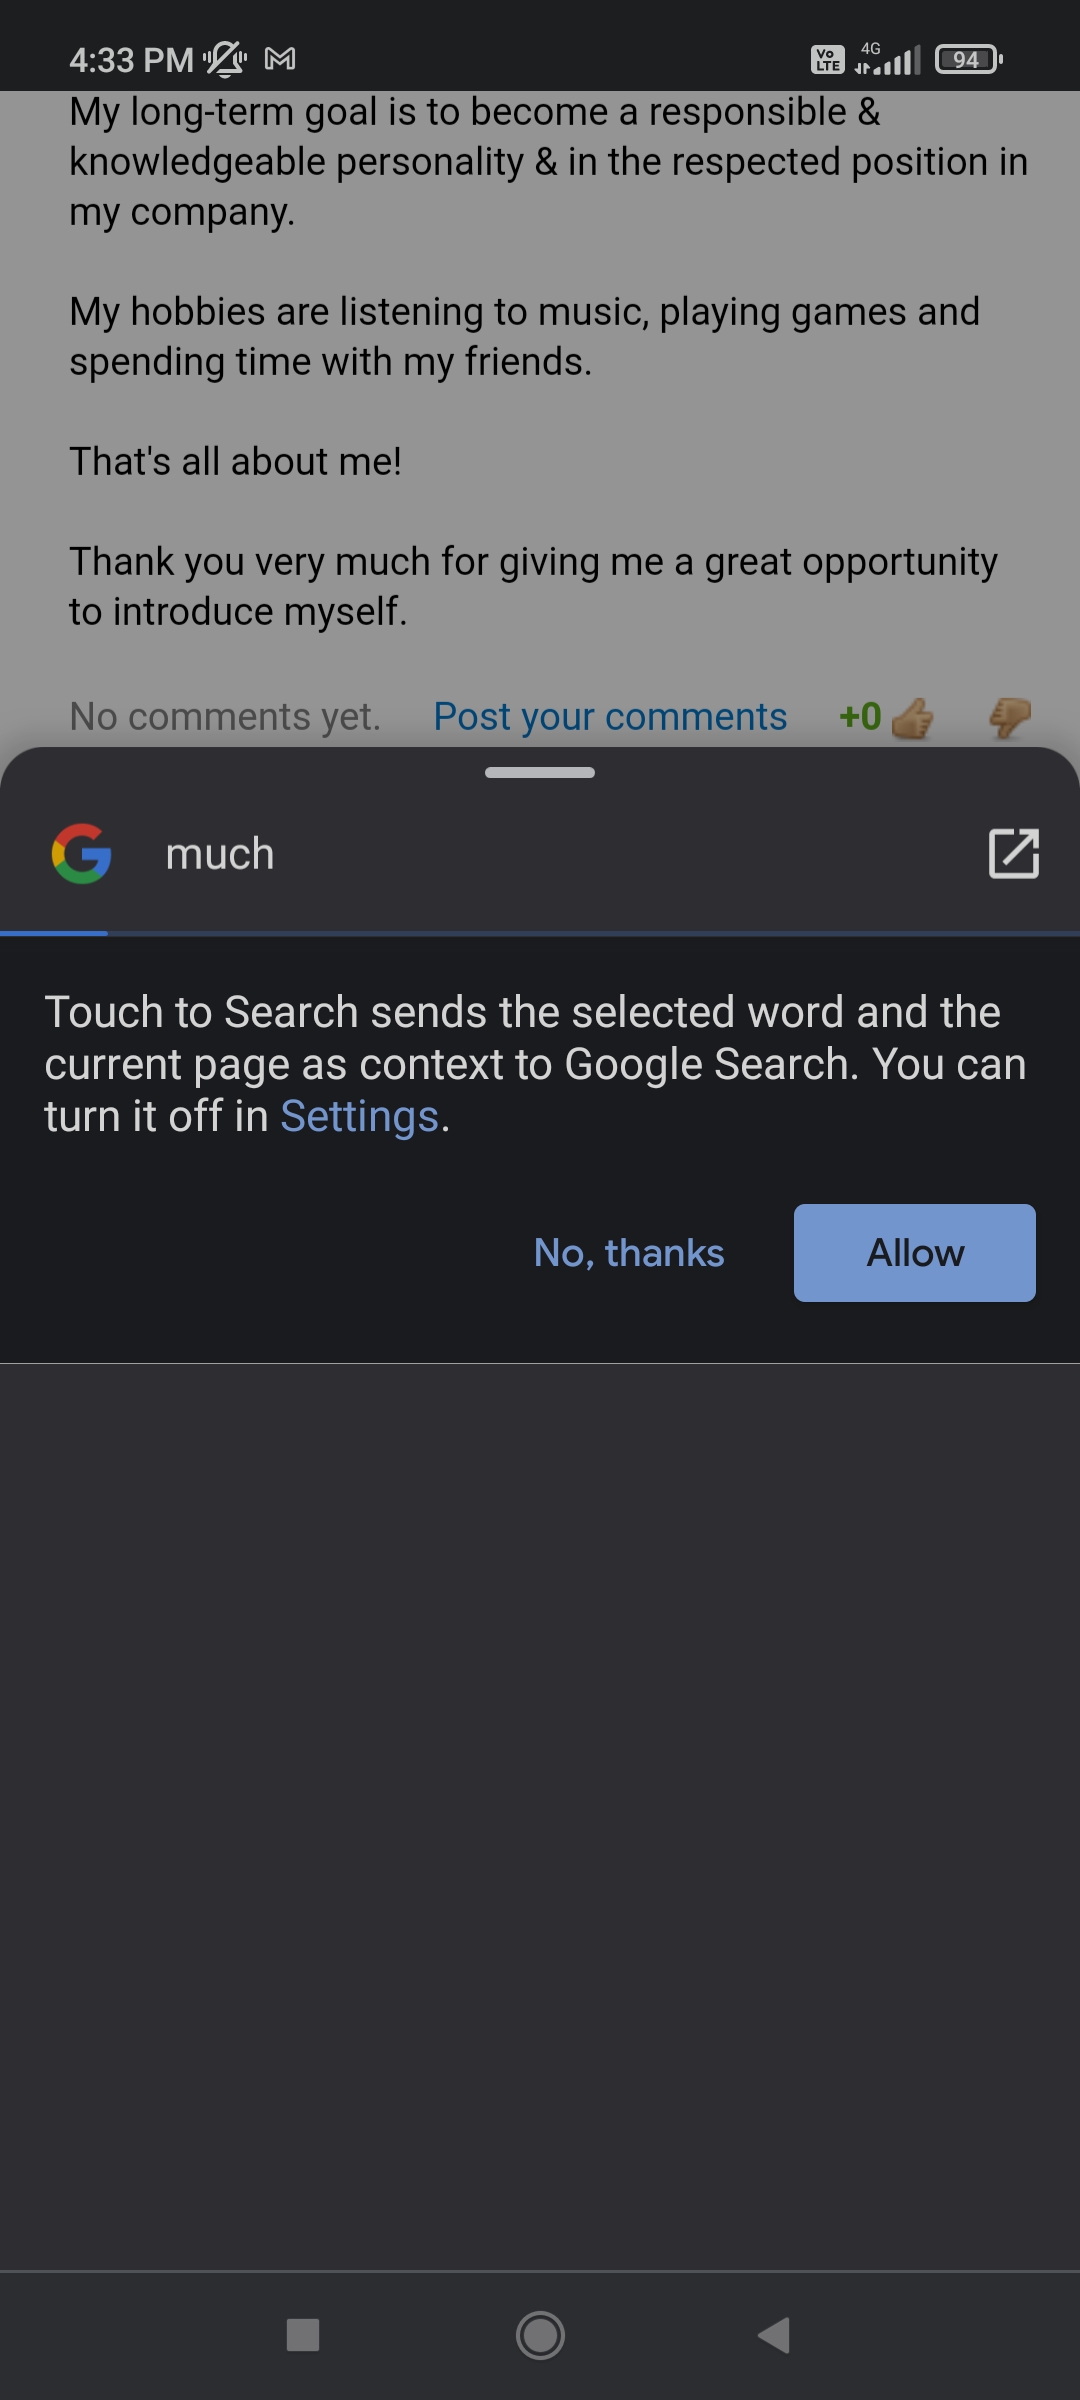 4:33 PM
Vo LTE 4G 94
My long-term goal is to become a responsible &
knowledgeable personality & in the respected position in
my company.
My hobbies are listening to music, playing games and
spending time with my friends.
That's all about me!
Thank you very much for giving me a great opportunity
to introduce myself.
No comments yet. Post your comments +0
much
Touch to Search sends the selected word and the
current page as context to Google Search. You can
turn it off in Settings.
No, thanks Allow